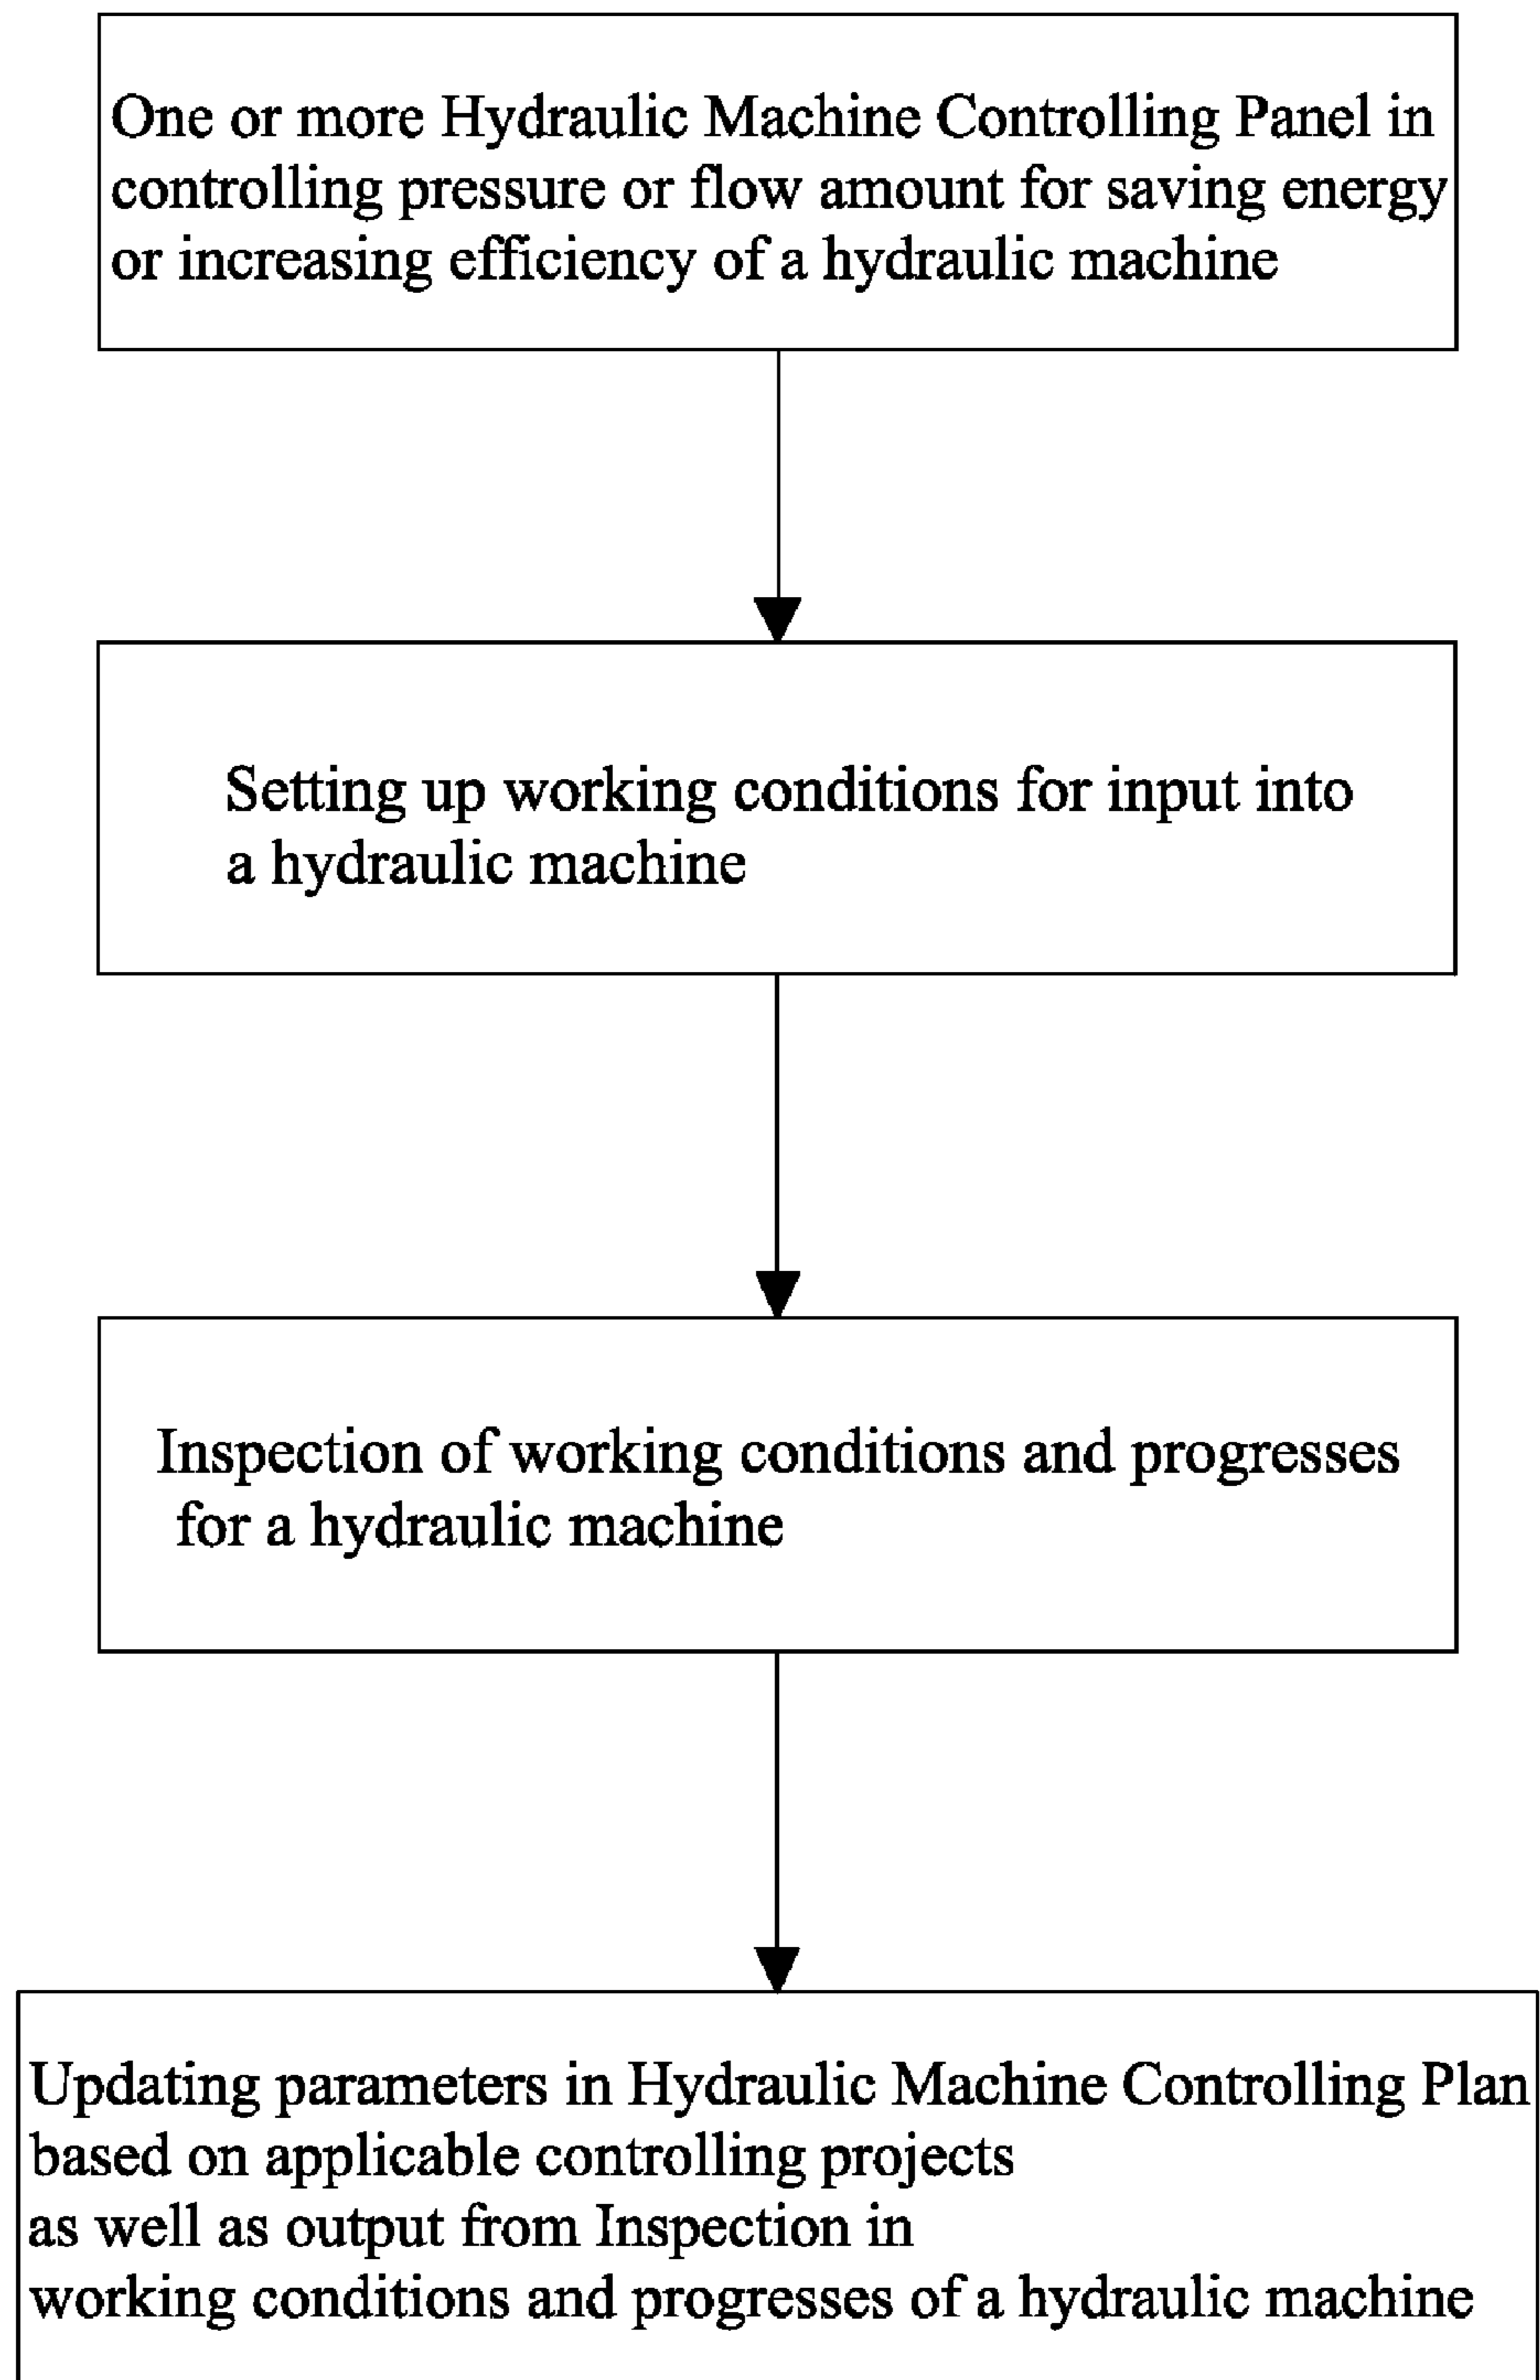 One or more Hydraulic Machine Controlling Panel in
controlling pressure or flow amount for saving energy
or increasing efficiency of a hydraulic machine
Setting up working conditions for input into
a hydraulic machine
Inspection of working conditions and progresses
for a hydraulic machine
Updating parameters in Hydraulic Machine Controlling Plan
based on applicable controlling projects
as well as output from Inspection in
working conditions and progresses of a hydraulic machine